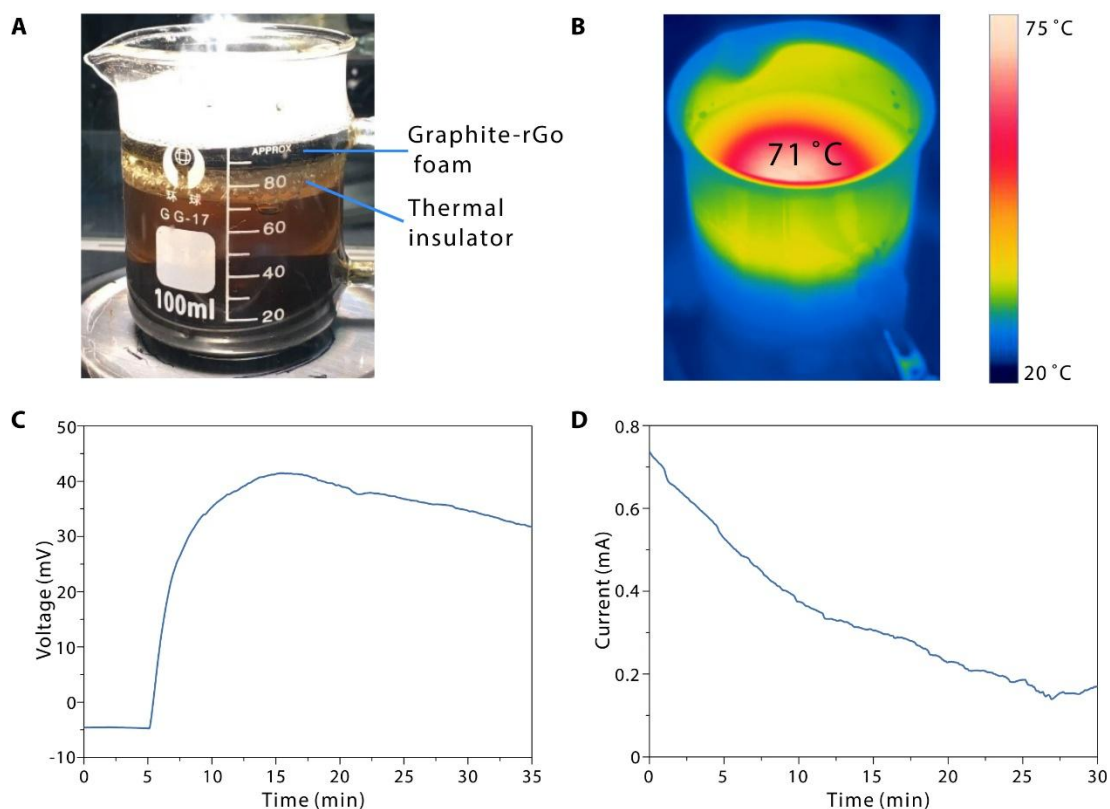 A
APPROX
80
环 球
GG-17
60
40
100ml
20
Graphite-rGo
foam
Thermal
insulator
B
71 °C
75 °C
20 °C
C
50
40
30
20
10
0
-10
Voltage (mV)
0 5 10 15 20 25 30 35
Time (min)
D
0.8
0.6
0.4
0.2
0
Current (mA)
0 5 10 15 20 25 30
Time (min)